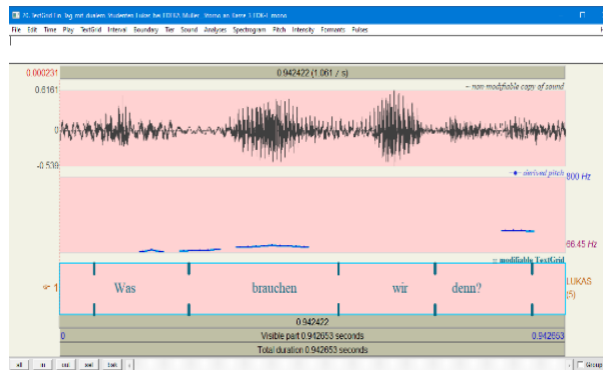 File Edit Time Play TextGrid Interval Boundary Tier Sound Analyses Spectrogram Pitch Intensity Formants Pulses
0.000231
0.942422 (1.061 / s)
0.6161
-- non-modifiable copy of sound
0
-0.539
derived pitch
800 Hz
66.45 Hz
modifiable TextGrid
1 Was brauchen wir denn? LUKAS
(5)
0.942422
0 Visible part 0.942653 seconds 0.942653
Total duration 0.942653 seconds
all in out sel Group